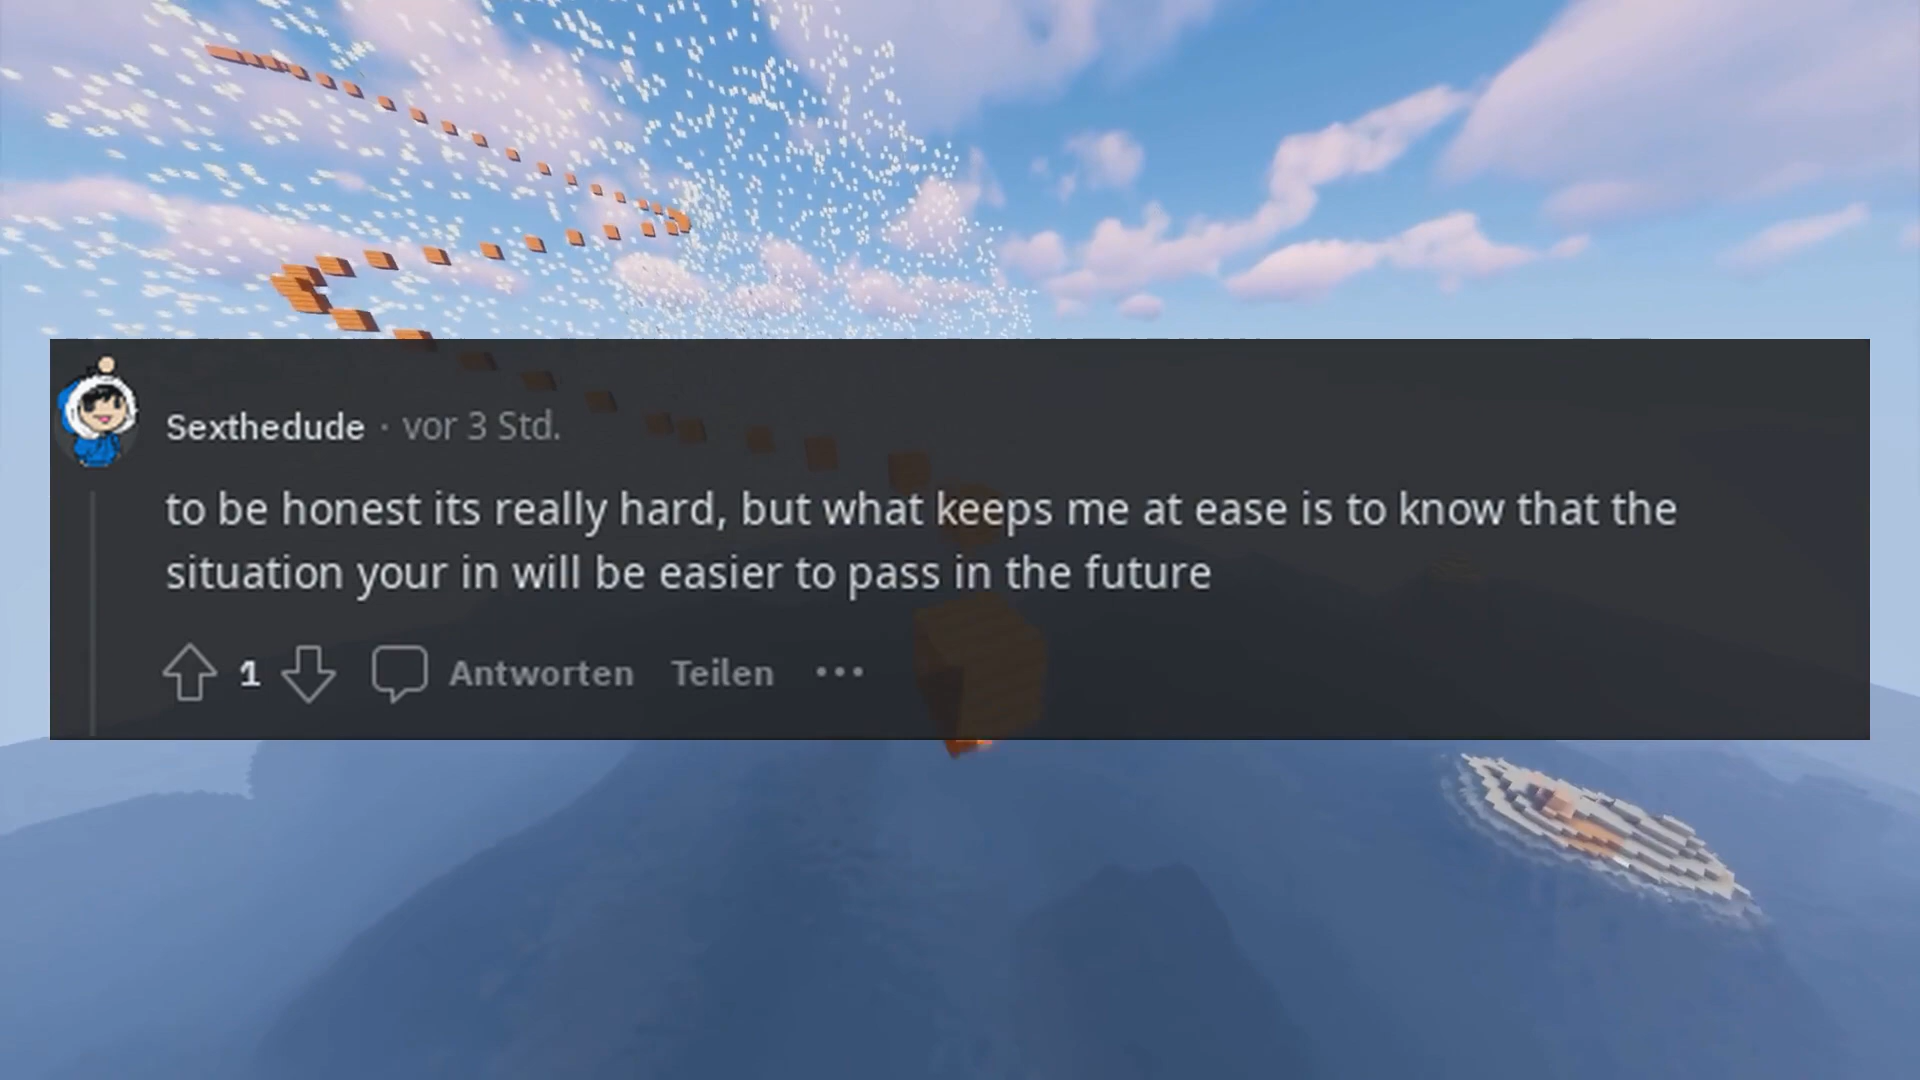 Sexthedude · vor 3 Std.
to be honest its really hard, but what keeps me at ease is to know that the
situation your in will be easier to pass in the future
1 Antworten Teilen •••